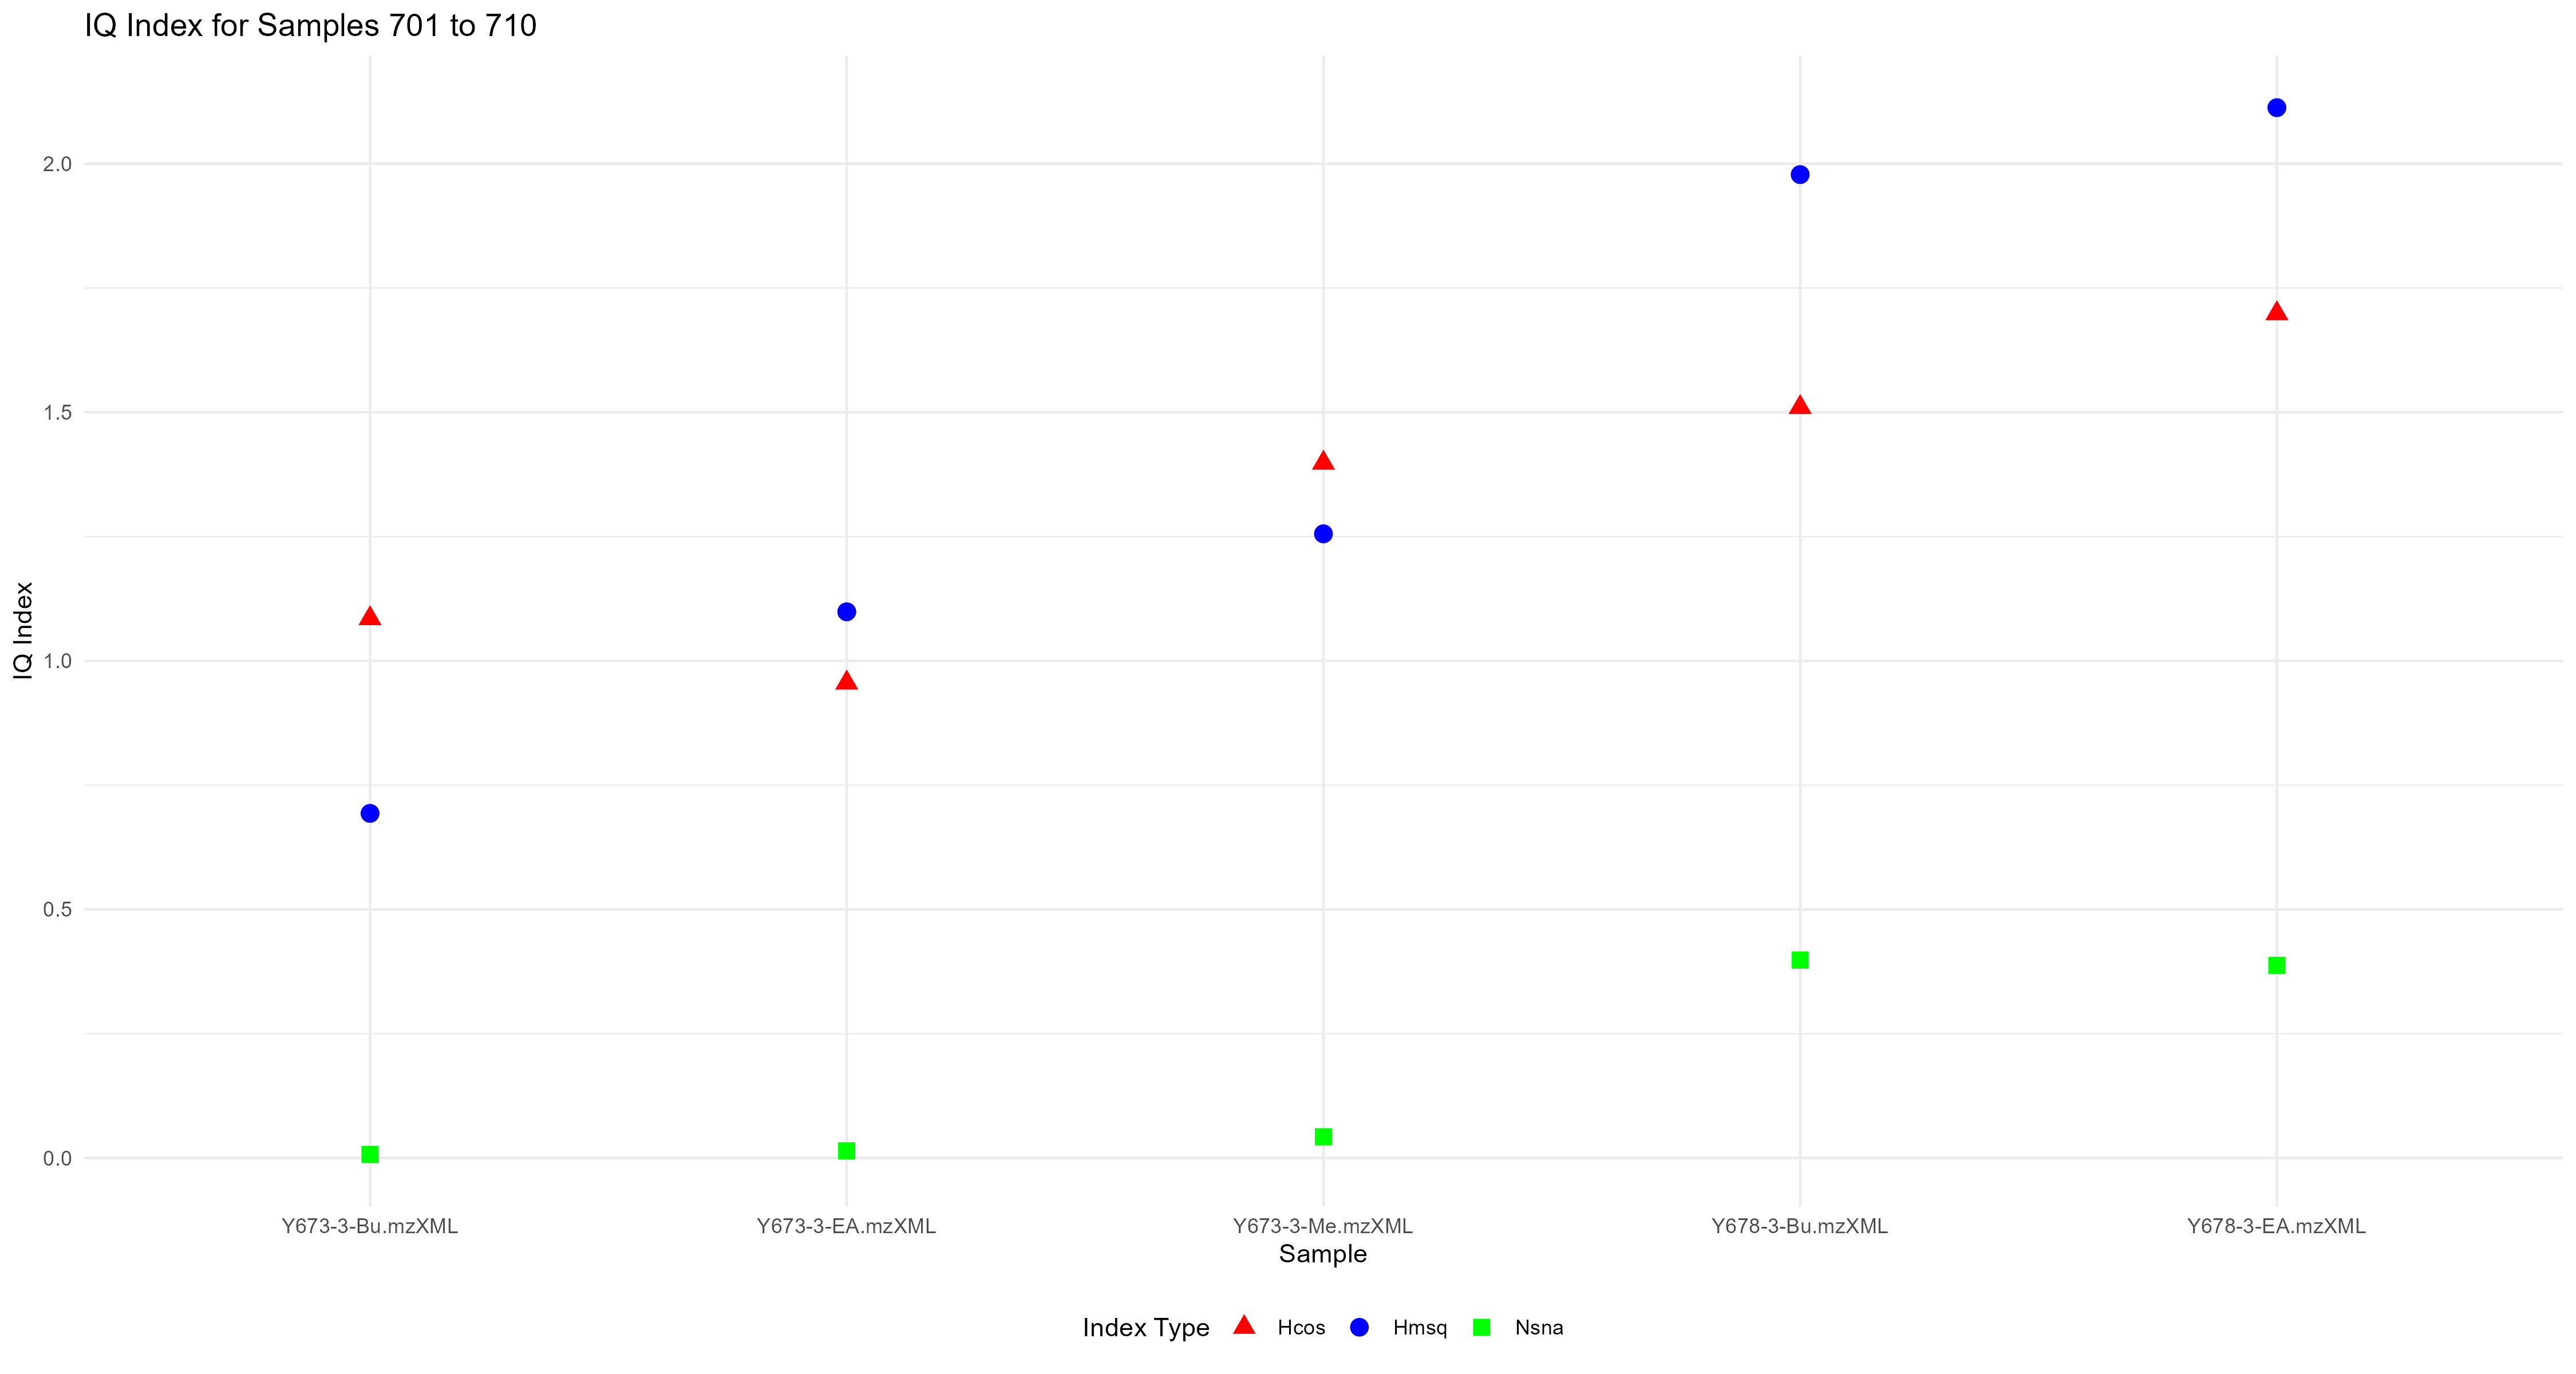 IQ Index for Samples 701 to 710
IQ Index
2.0
1.5
1.0
0.5
0.0
Y673-3-Bu.mzXML Y673-3-EA.mzXML Y673-3-Me.mzXML Y678-3-Bu.mzXML Y678-3-EA.mzXML
Sample
Index Type Hcos Hmsq Nsna